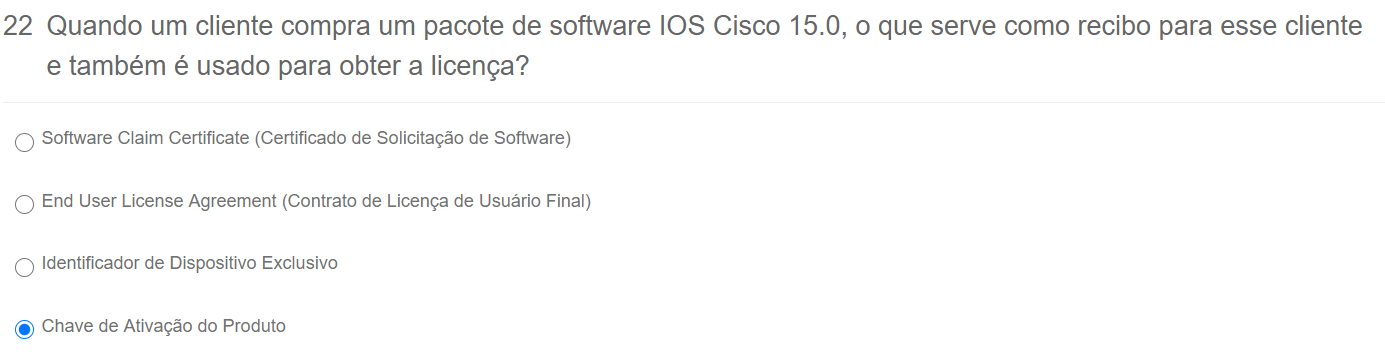 22 Quando um cliente compra um pacote de software IOS Cisco 15.0, o que serve como recibo para esse cliente
e também é usado para obter a licença?
Software Claim Certificate (Certificado de Solicitação de Software)
End User License Agreement (Contrato de Licença de Usuário Final)
Identificador de Dispositivo Exclusivo
Chave de Ativação do Produto